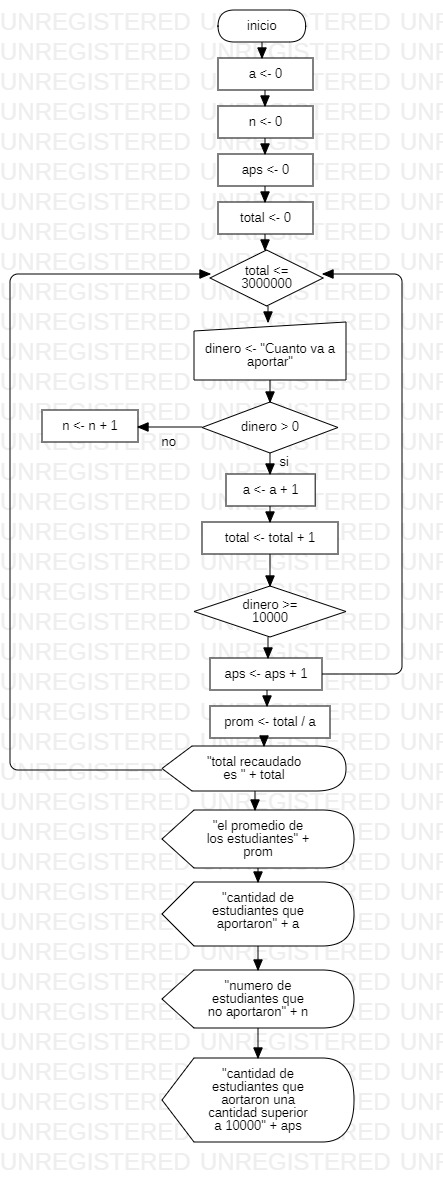 inicio
a <- 0
n <- 0
aps <- 0
total <- 0
total <=
3000000
dinero <- "Cuanto va a
aportar"
dinero > 0
no
n <- n + 1
si
a <- a + 1
total <- total + 1
dinero >=
10000
aps <- aps + 1
prom <- total / a
"total recaudado
es " + total
"el promedio de
los estudiantes" +
prom
"cantidad de
estudiantes que
aportaron" + a
"numero de
estudiantes que
no aportaron" + n
"cantidad de
estudiantes que
aortaron una
cantidad superior
a 10000" + aps
UNREGISTERED